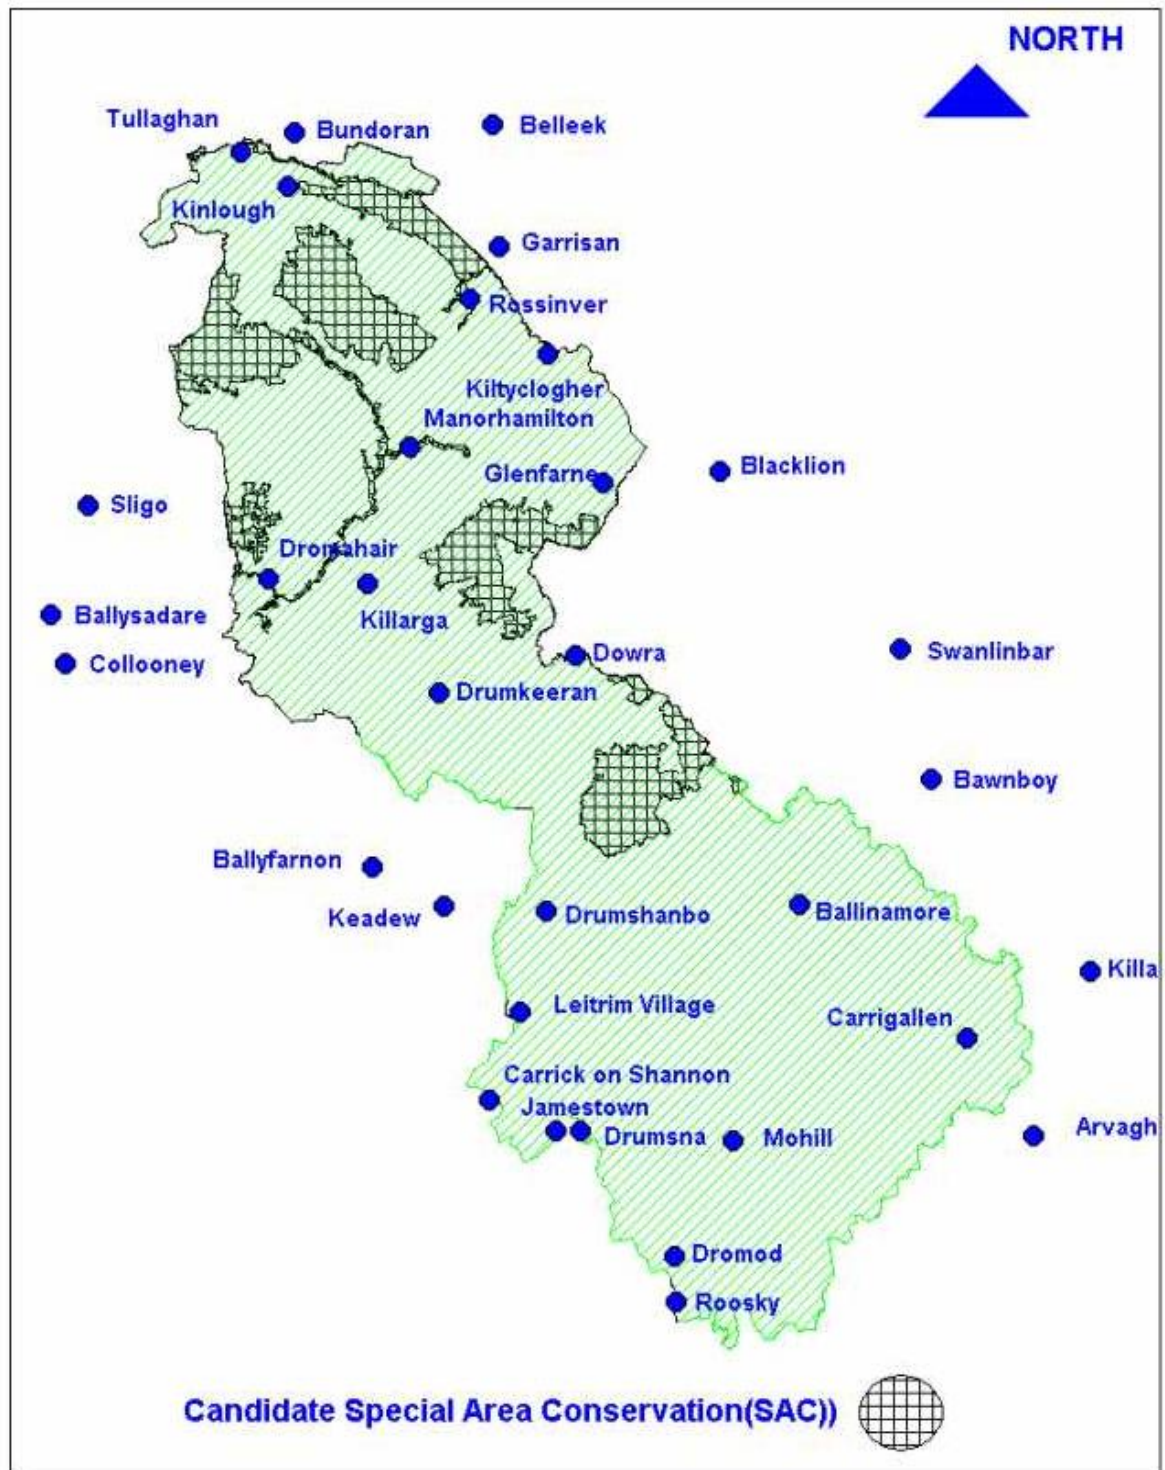 NORTH
Tullaghan
Bundoran
Belleek
Kinlough
Garrisan
Rossinver
Kiltyclogher
Manorhamilton
Glenfarne
Blacklion
Sligo
Dromahair
Ballysadare
Killarga
Collooney
Dowra
Swanlinbar
Drumkeeran
Bawnboy
Ballyfarnon
Keadew
Drumshanbo
Ballinamore
Killa
Leitrim Village
Carrigallen
Carrick on Shannon
Jamestown
Drumsna
Mohill
Arvagh
Dromod
Roosky
Candidate Special Area Conservation(SAC))